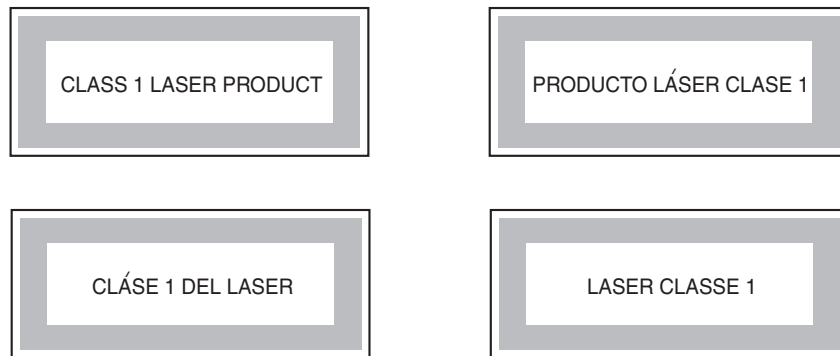 CLASS 1 LASER PRODUCT
PRODUCTO LÁSER CLASE 1
CLÁSE 1 DEL LASER
LASER CLASSE 1